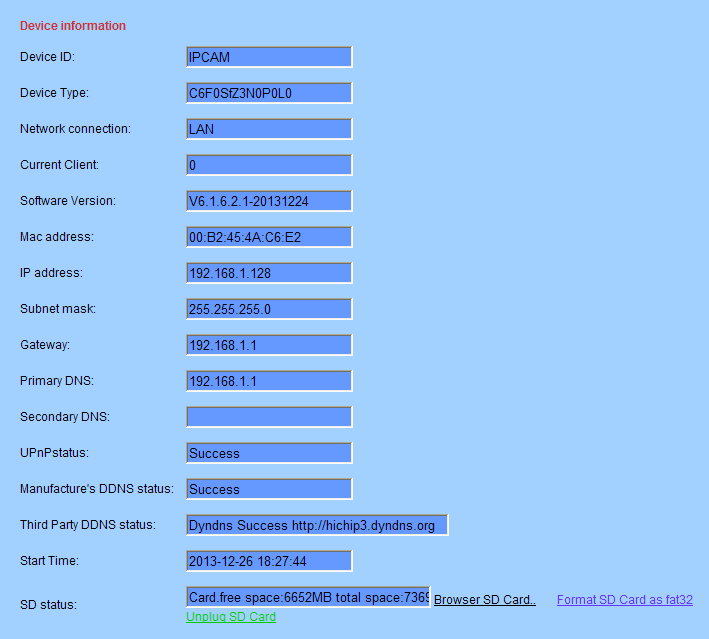 Device information
Device ID: IPCAM
Device Type: C6F0SfZ3N0P0L0
Network connection: LAN
Current Client: 0
Software Version: V6.1.6.2.1-20131224
Mac address: 00:B2:45:4A:C6:E2
IP address: 192.168.1.128
Subnet mask: 255.255.255.0
Gateway: 192.168.1.1
Primary DNS: 192.168.1.1
Secondary DNS:
UPnPstatus: Success
Manufacture's DDNS status: Success
Third Party DDNS status: Dyndns Success http://hichip3.dyndns.org
Start Time: 2013-12-26 18:27:44
SD status: Card.free space:6652MB total space:7369 Browser SD Card.. Format SD Card as fat32
Unplug SD Card